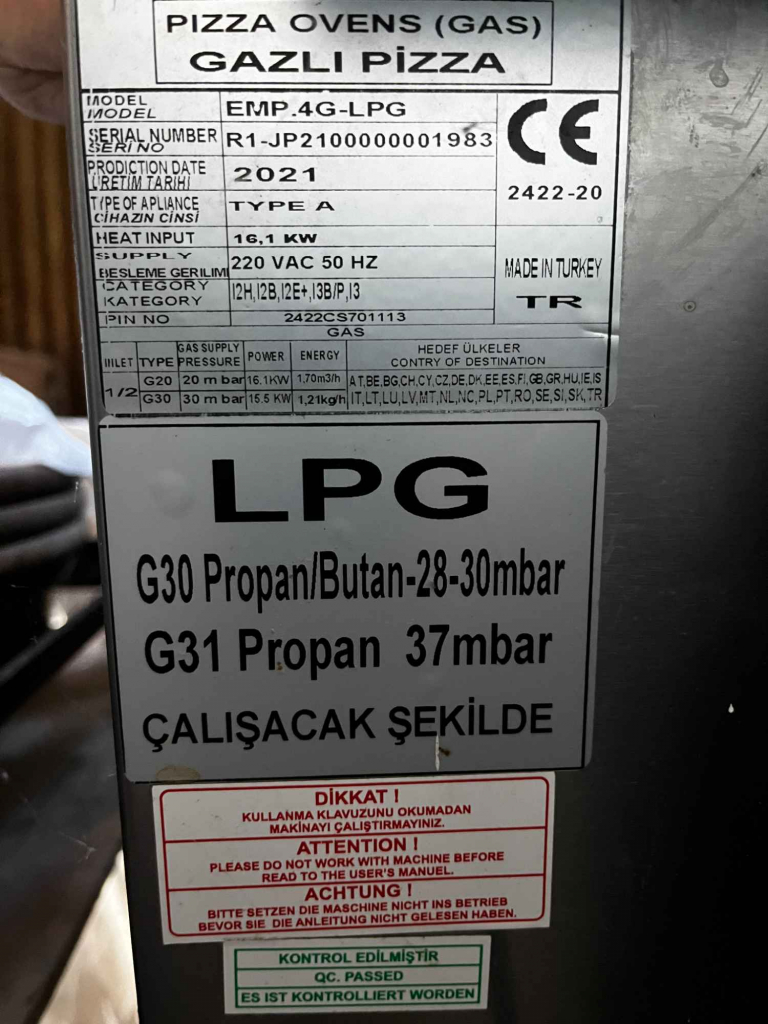 PIZZA OVENS (GAS)
GAZLI PİZZA
MODEL
MODEL
EMP.4G-LPG
SERIAL NUMBER
SERI NO
R1-JP2100000001983
PRODICTION DATE
ÜRETIM TARIHI
2021
TYPE OF APLIANCE
CİHAZIN CİNSİ
TYPE A
HEAT INPUT
16,1 KW
SUPPLY
BESLEME GERILIMI
220 VAC 50 HZ
CATEGORY
KATEGORY
I2H,I2B,I2E+,I3B/P,I3
PIN NO
2422CS701113
CE
2422-20
MADE IN TURKEY
TR
GAS
INLET TYPE GAS SUPPLY PRESSURE POWER ENERGY HEDEF ÜLKELER
CONTRY OF DESTINATION
1/2
G20 20 m bar 16.1KW 1,70m3/h AT,BE,BG,CH,CY,CZ,DE,DK,EE,ES,FI,GB,GR,HU,IE,IS
G30 30 m bar 15.5 KW 1,21kg/h IT,LT,LU,LV,MT,NL,NC,PL,PT,RO,SE,SI,SK,TR
LPG
G30 Propan/Butan-28-30mbar
G31 Propan 37mbar
ÇALIŞACAK ŞEKİLDE
DİKKAT !
KULLANMA KLAVUZUNU OKUMADAN
MAKİNAYI ÇALIŞTIRMAYINIZ.
ATTENTION !
PLEASE DO NOT WORK WITH MACHINE BEFORE
READ TO THE USER'S MANUEL.
ACHTUNG !
BITTE SETZEN DIE MASCHINE NICHT INS BETRIEB
BEVOR SIE DIE ANLEITUNG NICHT GELESEN HABEN.
KONTROL EDİLMİŞTİR
QC. PASSED
ES IST KONTROLLIERT WORDEN